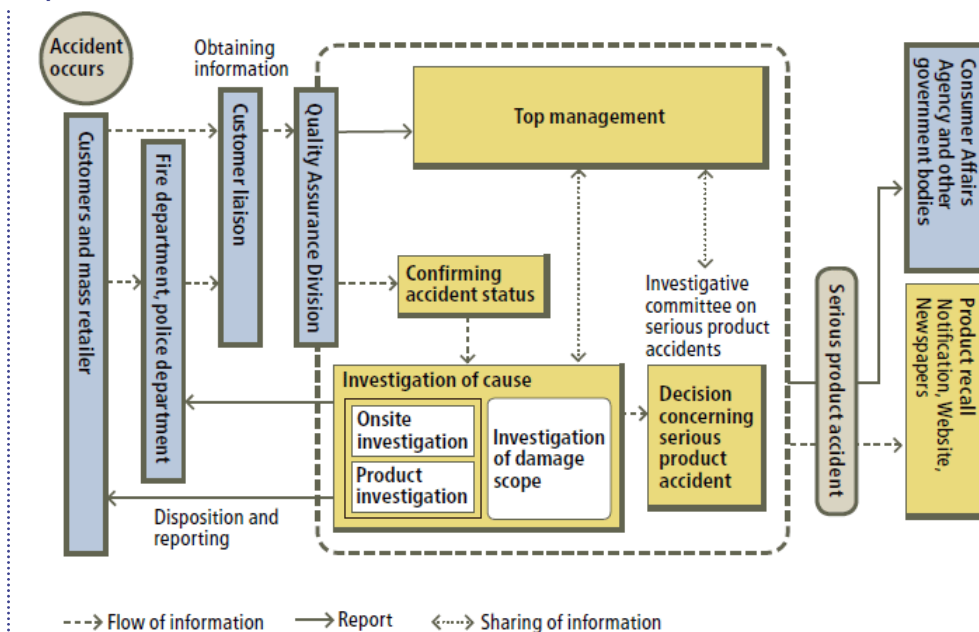 Accident
occurs
Obtaining
information
Customers and mass retailer
Fire department, police department
Customer liaison
Quality Assurance Division
Top management
Confirming
accident status
Investigative
committee on
serious product
accidents
Investigation of cause
Onsite
investigation
Product
investigation
Investigation
of damage
scope
Decision
concerning
serious
product
accident
Disposition and
reporting
Serious product accident
Consumer Affairs
Agency and other
government bodies
Product recall
Notification, Website,
Newspapers
Flow of information
Report
Sharing of information